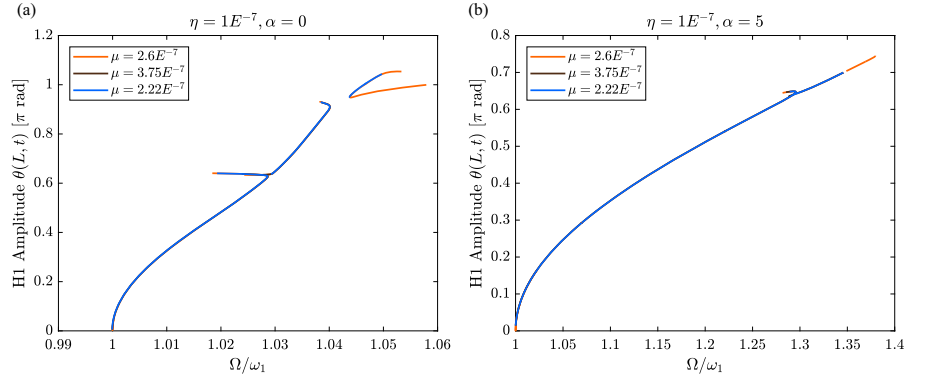 (a)
η = 1E⁻⁷, α = 0
μ = 2.6E⁻⁷
μ = 3.75E⁻⁷
μ = 2.22E⁻⁷
H1 Amplitude θ(L, t) [π rad]
1.2
1
0.8
0.6
0.4
0.2
0
0.99 1 1.01 1.02 1.03 1.04 1.05 1.06
Ω/ω₁
(b)
η = 1E⁻⁷, α = 5
μ = 2.6E⁻⁷
μ = 3.75E⁻⁷
μ = 2.22E⁻⁷
H1 Amplitude θ(L, t) [π rad]
0.8
0.7
0.6
0.5
0.4
0.3
0.2
0.1
0
1 1.05 1.1 1.15 1.2 1.25 1.3 1.35 1.4
Ω/ω₁